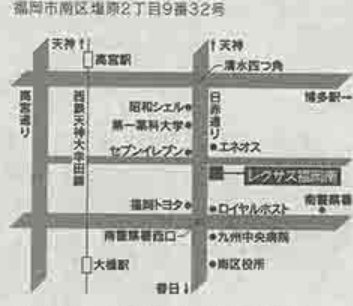 福岡市南区塩原2丁目9番32号
天神↑
↑天神
高宮駅
清水四つ角
高宮通り
西鉄天神大牟田線
日赤通り
博多駅→
昭和シェル
第一薬科大学
セブンイレブン
エネオス
レクサス福岡南
福岡トヨタ
ロイヤルホスト
南警察署
南警察署西口
九州中央病院
大橋駅
南区役所
春日↓